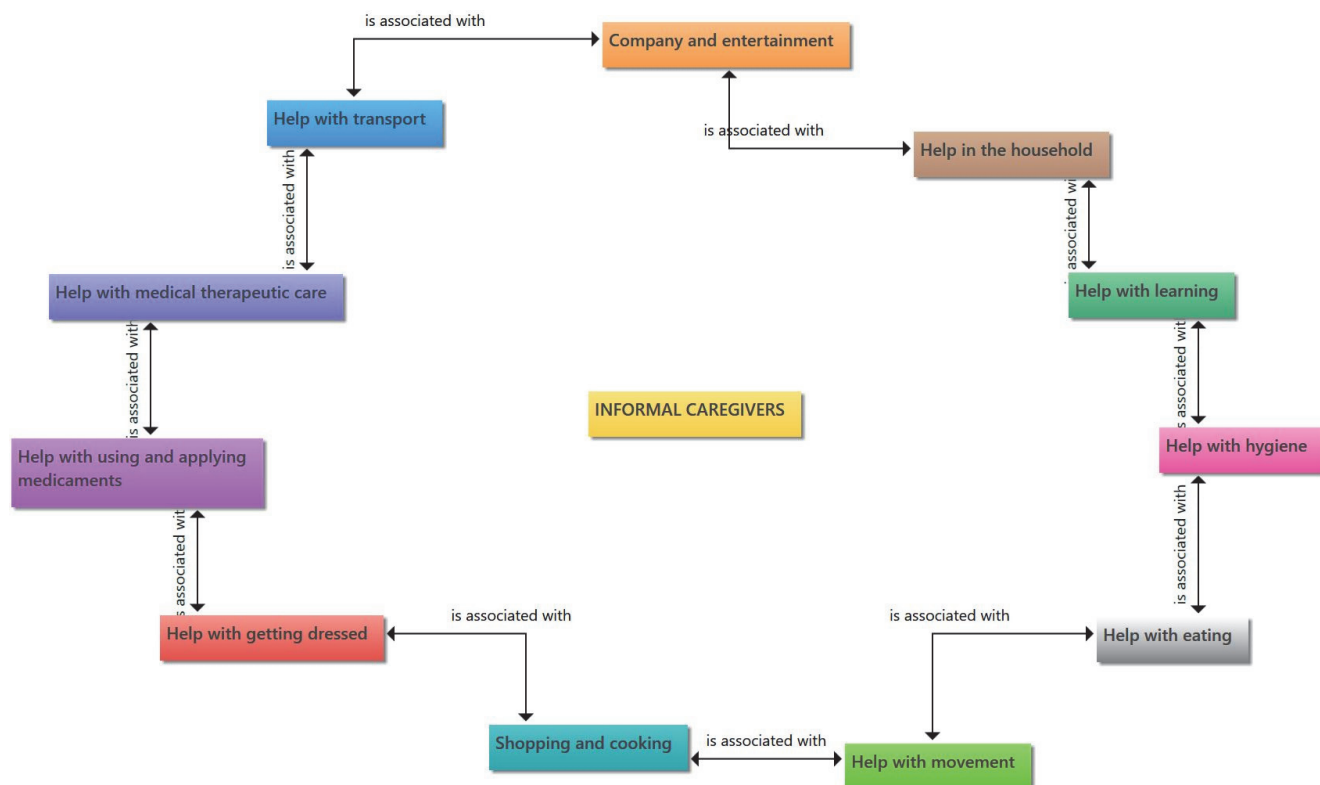 is associated with
Company and entertainment
Help with transport
is associated with
Help in the household
is associated with
associated wi
Help with medical therapeutic care
Help with learning
is associated with
is associated with
INFORMAL CAREGIVERS
Help with using and applying
medicaments
Help with hygiene
is associated with
is associated with
Help with getting dressed
is associated with
is associated with
Help with eating
Shopping and cooking
is associated with
Help with movement